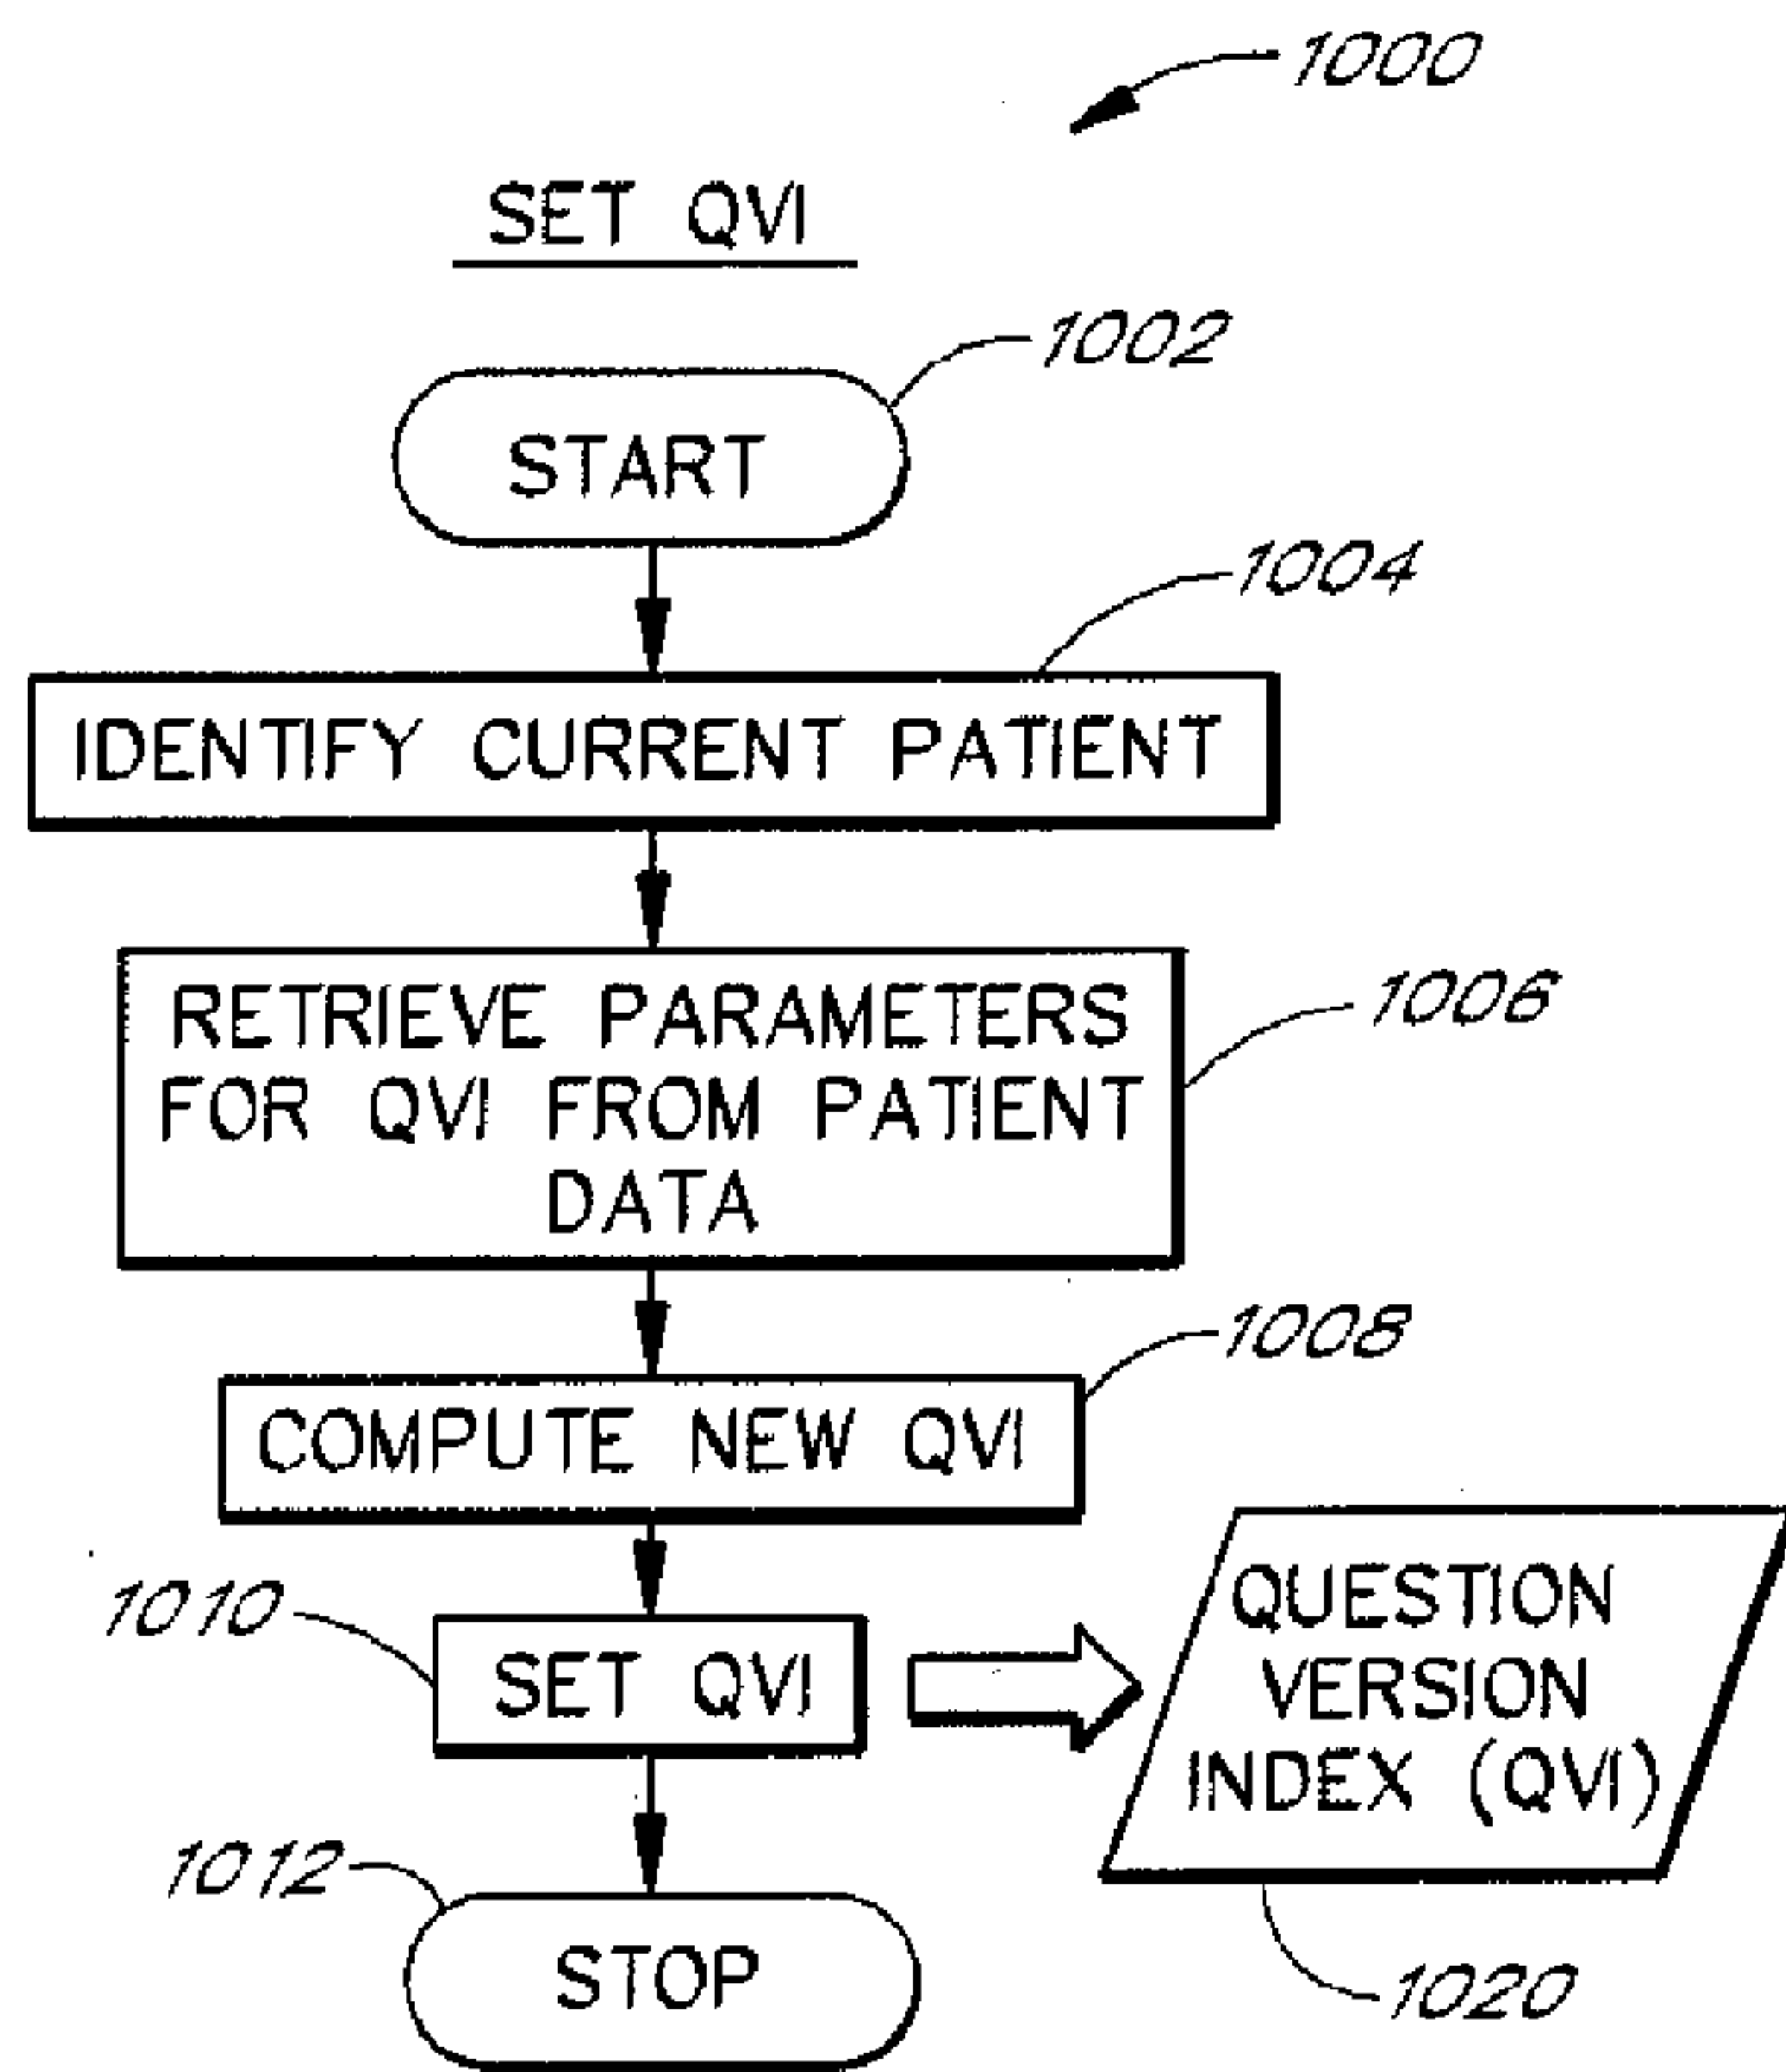 1000
SET QVI
1002
START
1004
IDENTIFY CURRENT PATIENT
1006
RETRIEVE PARAMETERS
FOR QVI FROM PATIENT
DATA
1008
COMPUTE NEW QVI
1010
SET QVI
QUESTION
VERSION
INDEX (QVI)
1012
STOP
1020